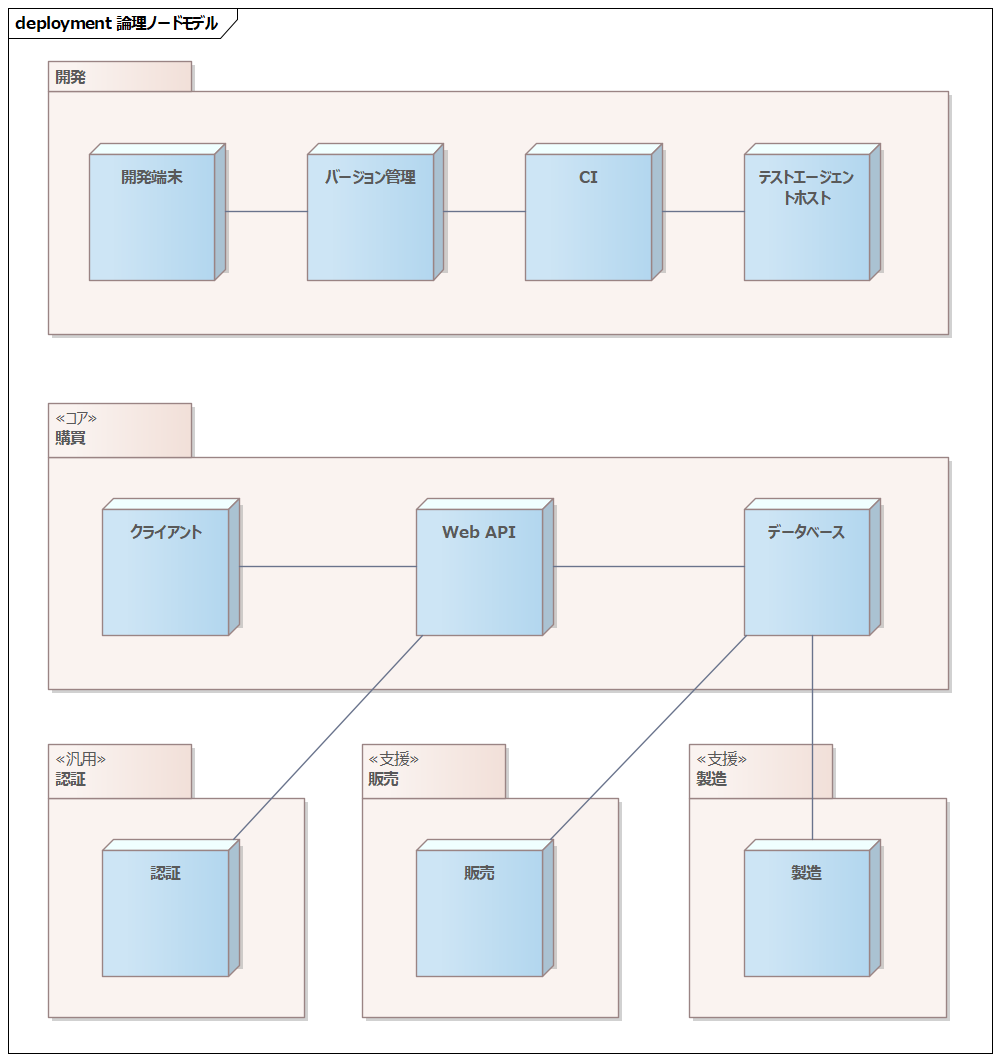 deployment 論理ノードモデル
開発
開発端末
バージョン管理
CI
テストエージェン
トホスト
«コア»
購買
クライアント
Web API
データベース
«汎用»
認証
«支援»
販売
«支援»
製造
認証
販売
製造